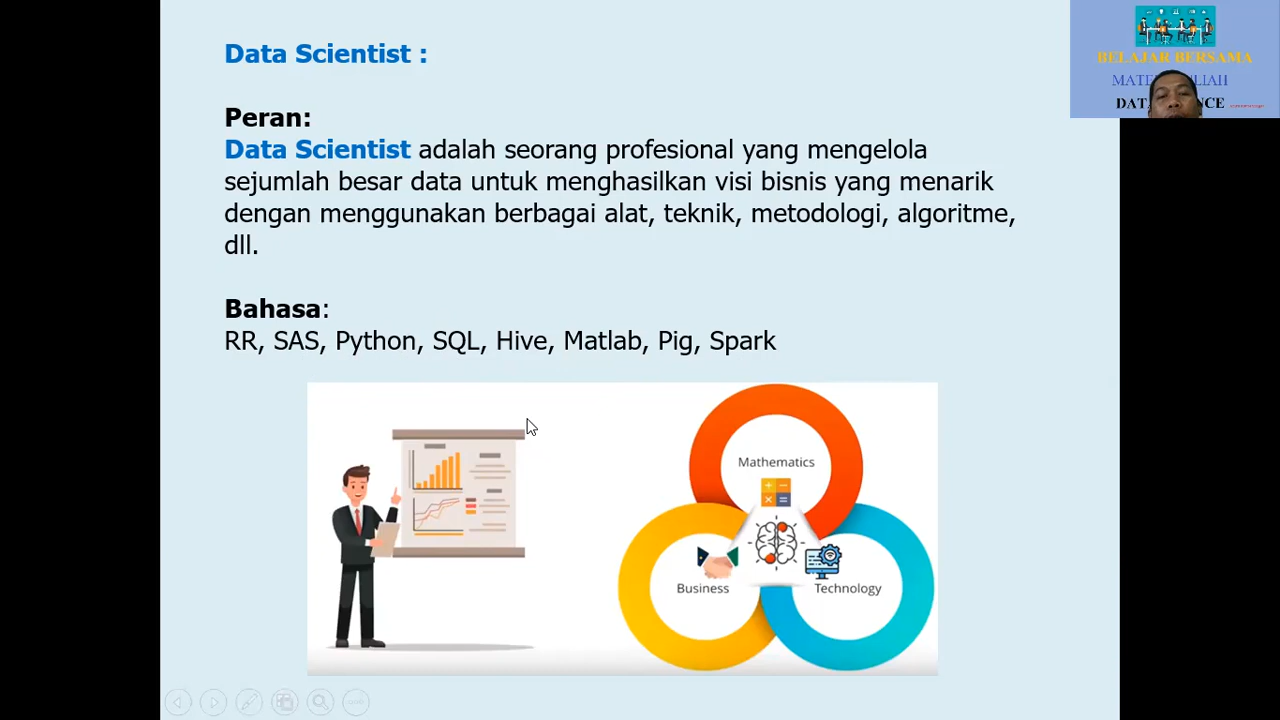 Data Scientist :
Peran:
Data Scientist adalah seorang profesional yang mengelola
sejumlah besar data untuk menghasilkan visi bisnis yang menarik
dengan menggunakan berbagai alat, teknik, metodologi, algoritme,
dll.
Bahasa:
RR, SAS, Python, SQL, Hive, Matlab, Pig, Spark
Mathematics
Business
Technology
BELAJAR BERSAMA